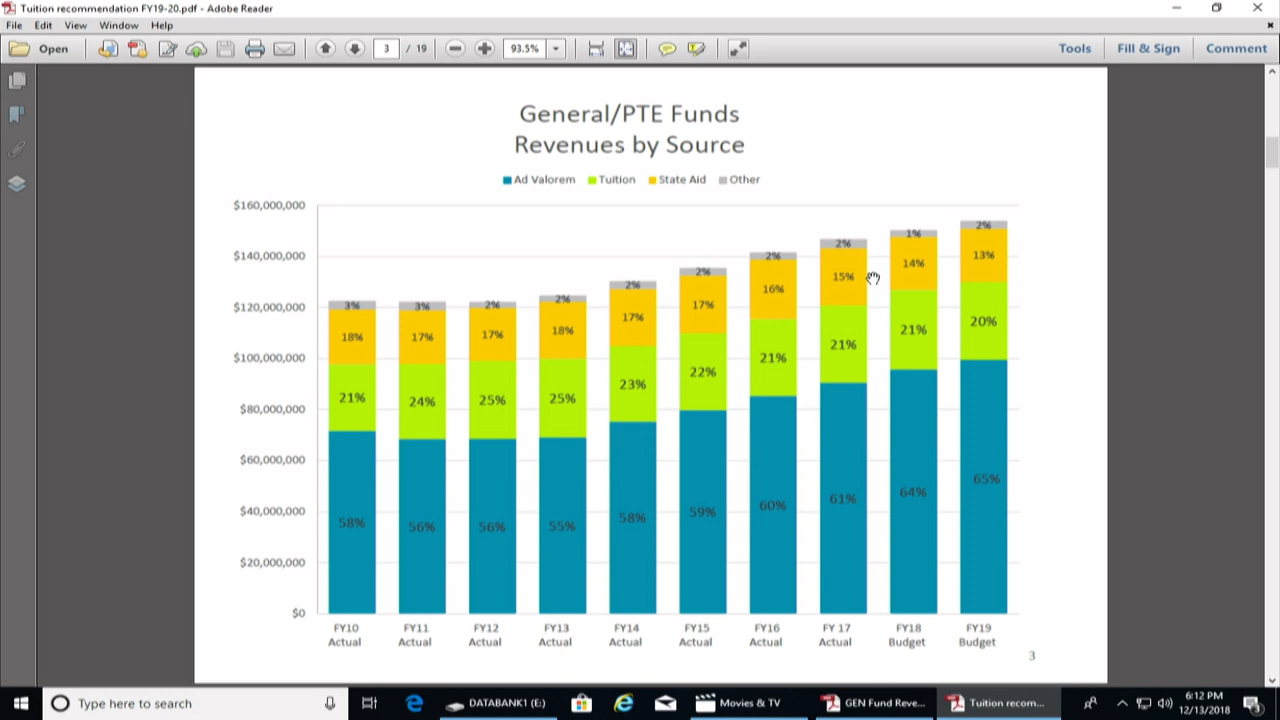 Tuition recommendation FY19-20.pdf - Adobe Reader
File Edit View Window Help
Open 3 / 19 93.5% Tools Fill & Sign Comment
General/PTE Funds
Revenues by Source
Ad Valorem Tuition State Aid Other
$160,000,000
$140,000,000
$120,000,000
$100,000,000
$80,000,000
$60,000,000
$40,000,000
$20,000,000
$0
3% 3% 2% 2% 2% 2% 2% 2% 1% 2%
18% 17% 17% 18% 17% 17% 16% 15% 14% 13%
21% 24% 25% 25% 23% 22% 21% 21% 21% 20%
58% 56% 56% 55% 58% 59% 60% 61% 64% 65%
FY10 FY11 FY12 FY13 FY14 FY15 FY16 FY 17 FY18 FY19
Actual Actual Actual Actual Actual Actual Actual Actual Budget Budget
3
Type here to search DATABANK1 (E:) Movies & TV GEN Fund Reve... Tuition recom... 6:12 PM
12/13/2018